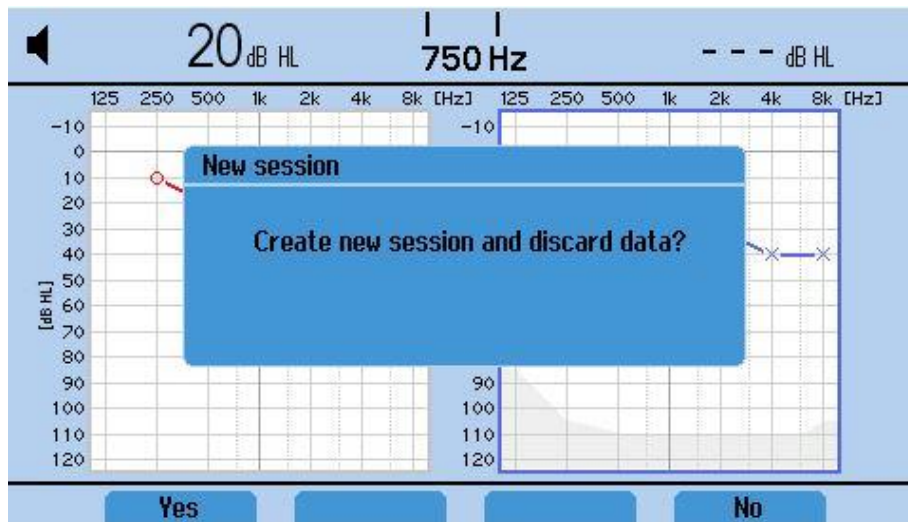 20 dB HL
750 Hz
- - - dB HL
125 250 500 1k 2k 4k 8k [Hz]
125 250 500 1k 2k 4k 8k [Hz]
-10
0
10
20
30
40
50
60
70
80
90
100
110
120
[dB HL]
-10
90
100
110
120
New session
Create new session and discard data?
Yes
No